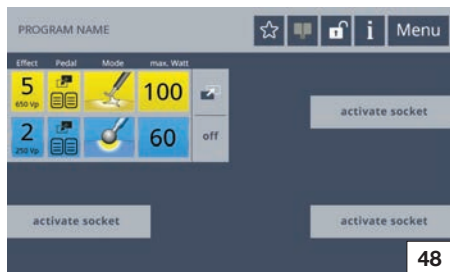 PROGRAM NAME
i Menu
Effect Pedal Mode max. Watt
5 100
650 Vp
2 60 off
250 Vp
activate socket
activate socket activate socket
48